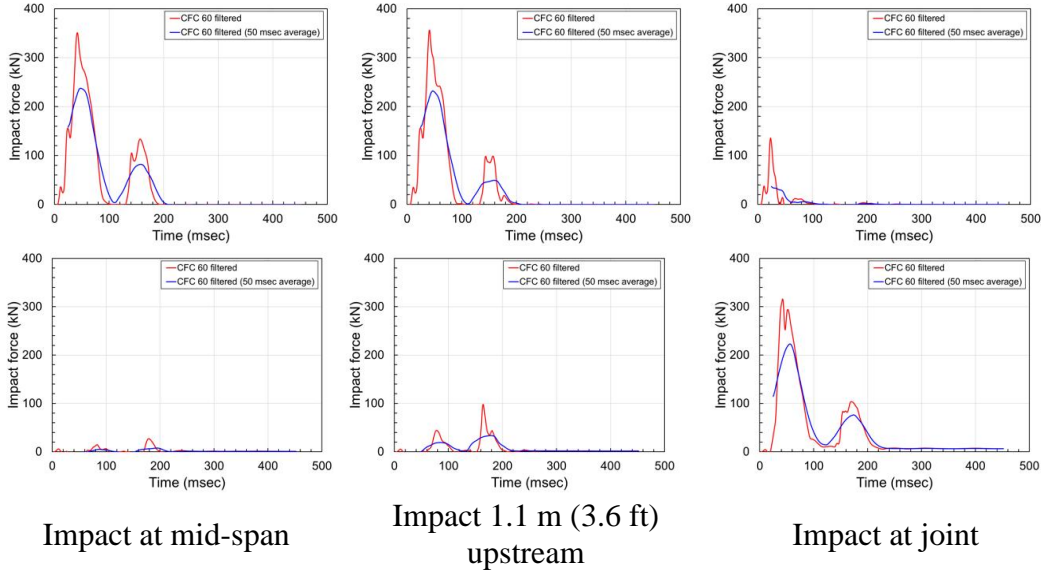 400
300
200
100
0
Impact force (kN)
CFC 60 filtered
CFC 60 filtered (50 msec average)
0 100 200 300 400 500
Time (msec)
400
300
200
100
0
Impact force (kN)
CFC 60 filtered
CFC 60 filtered (50 msec average)
0 100 200 300 400 500
Time (msec)
400
300
200
100
0
Impact force (kN)
CFC 60 filtered
CFC 60 filtered (50 msec average)
0 100 200 300 400 500
Time (msec)
400
300
200
100
0
Impact force (kN)
CFC 60 filtered
CFC 60 filtered (50 msec average)
0 100 200 300 400 500
Time (msec)
400
300
200
100
0
Impact force (kN)
CFC 60 filtered
CFC 60 filtered (50 msec average)
0 100 200 300 400 500
Time (msec)
400
300
200
100
0
Impact force (kN)
CFC 60 filtered
CFC 60 filtered (50 msec average)
0 100 200 300 400 500
Time (msec)
Impact at mid-span
Impact 1.1 m (3.6 ft)
upstream
Impact at joint